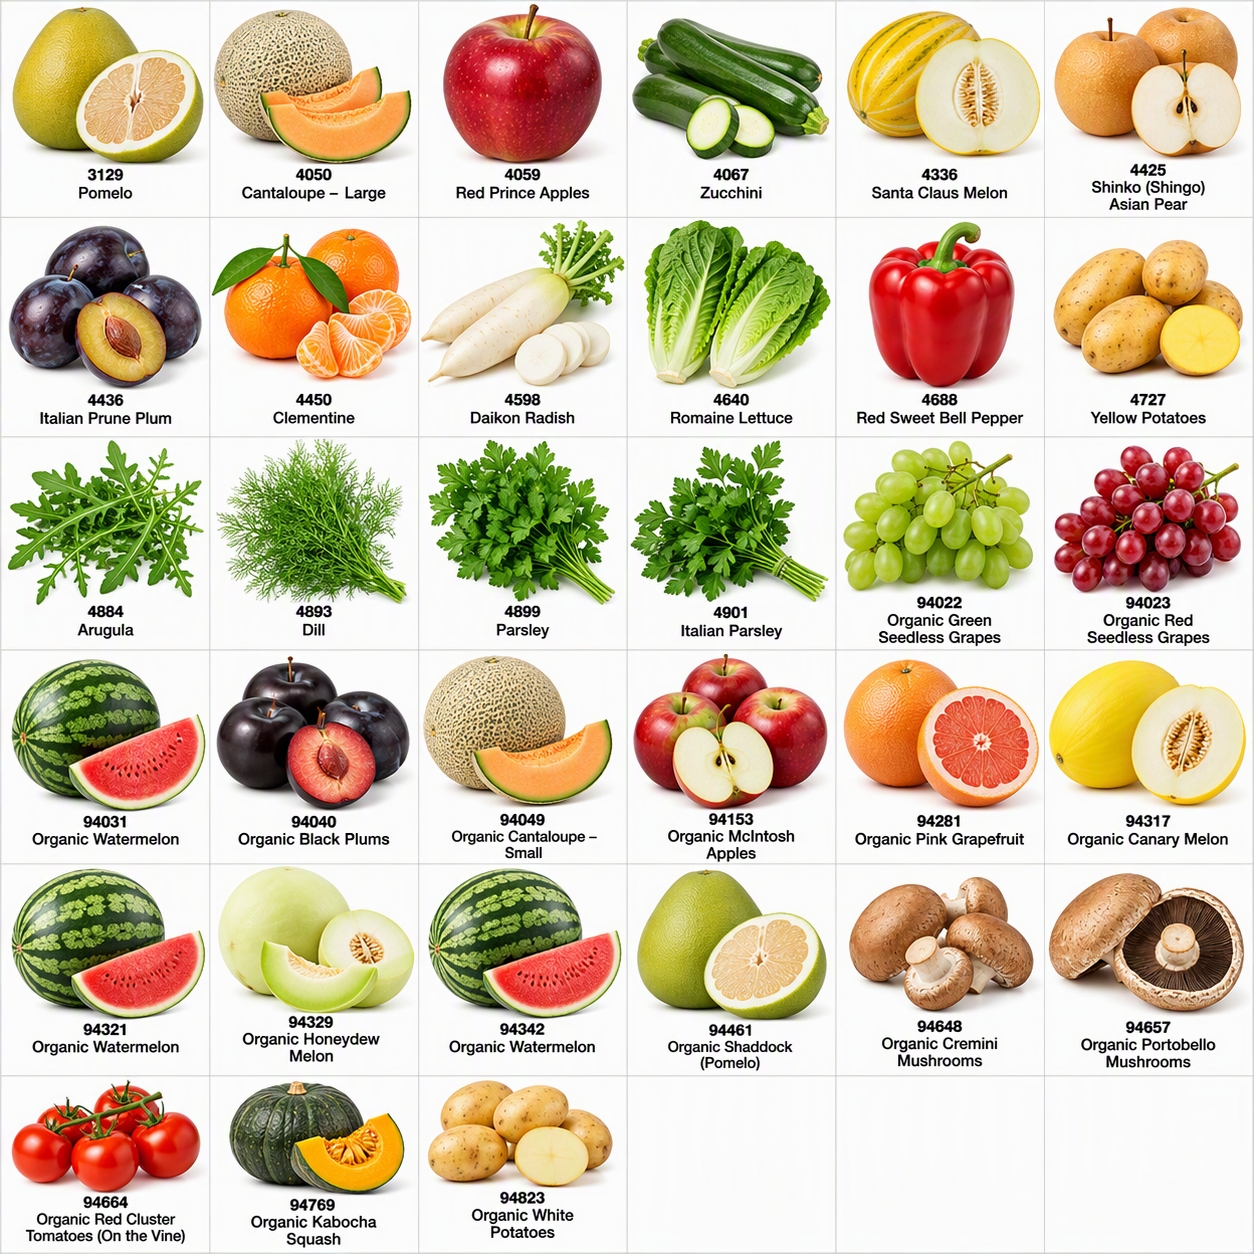 3129
Pomelo
4050
Cantaloupe – Large
4059
Red Prince Apples
4067
Zucchini
4336
Santa Claus Melon
4425
Shinko (Shingo)
Asian Pear
4436
Italian Prune Plum
4450
Clementine
4598
Daikon Radish
4640
Romaine Lettuce
4688
Red Sweet Bell Pepper
4727
Yellow Potatoes
4884
Arugula
4893
Dill
4899
Parsley
4901
Italian Parsley
94022
Organic Green
Seedless Grapes
94023
Organic Red
Seedless Grapes
94031
Organic Watermelon
94040
Organic Black Plums
94049
Organic Cantaloupe –
Small
94153
Organic McIntosh
Apples
94281
Organic Pink Grapefruit
94317
Organic Canary Melon
94321
Organic Watermelon
94329
Organic Honeydew
Melon
94342
Organic Watermelon
94461
Organic Shaddock
(Pomelo)
94648
Organic Cremini
Mushrooms
94657
Organic Portobello
Mushrooms
94664
Organic Red Cluster
Tomatoes (On the Vine)
94769
Organic Kabocha
Squash
94823
Organic White
Potatoes